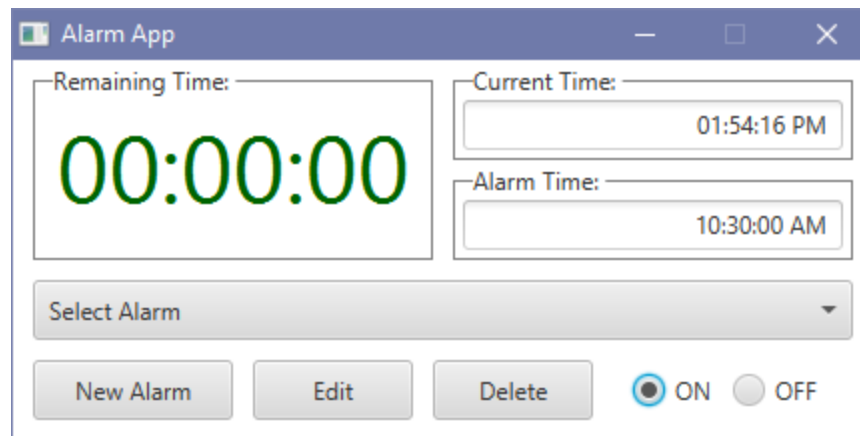 Alarm App
Remaining Time:
00:00:00
Current Time:
01:54:16 PM
Alarm Time:
10:30:00 AM
Select Alarm
New Alarm Edit Delete ON OFF